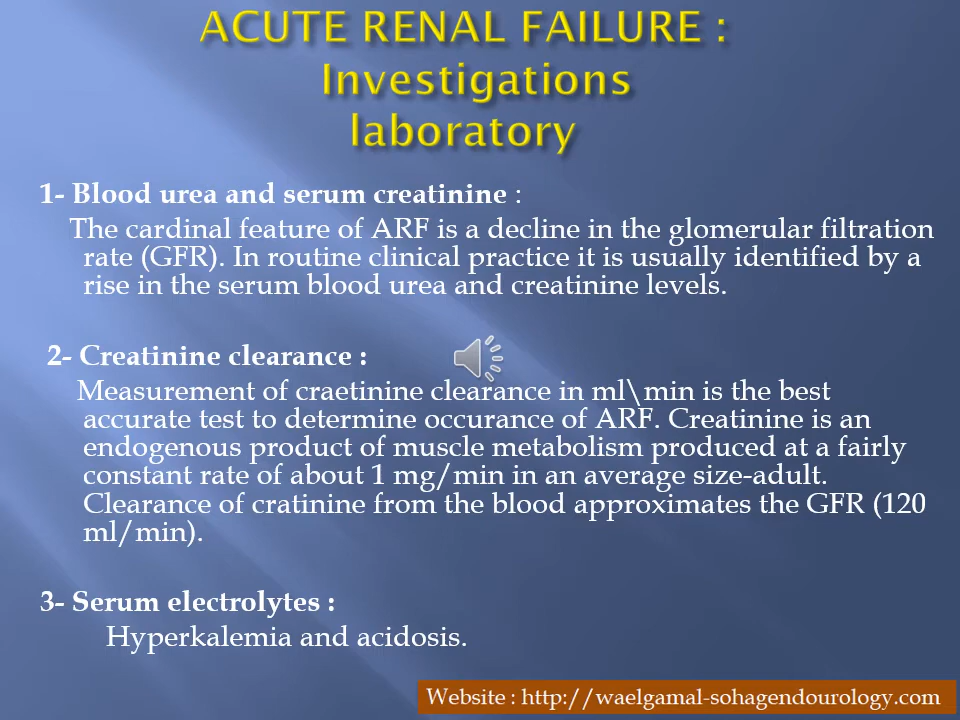 ACUTE RENAL FAILURE :
Investigations
laboratory
1- Blood urea and serum creatinine :
The cardinal feature of ARF is a decline in the glomerular filtration
rate (GFR). In routine clinical practice it is usually identified by a
rise in the serum blood urea and creatinine levels.
2- Creatinine clearance :
Measurement of craetinine clearance in ml\min is the best
accurate test to determine occurance of ARF. Creatinine is an
endogenous product of muscle metabolism produced at a fairly
constant rate of about 1 mg/min in an average size-adult.
Clearance of cratinine from the blood approximates the GFR (120
ml/min).
3- Serum electrolytes :
Hyperkalemia and acidosis.
Website : http://waelgamal-sohagendourology.com